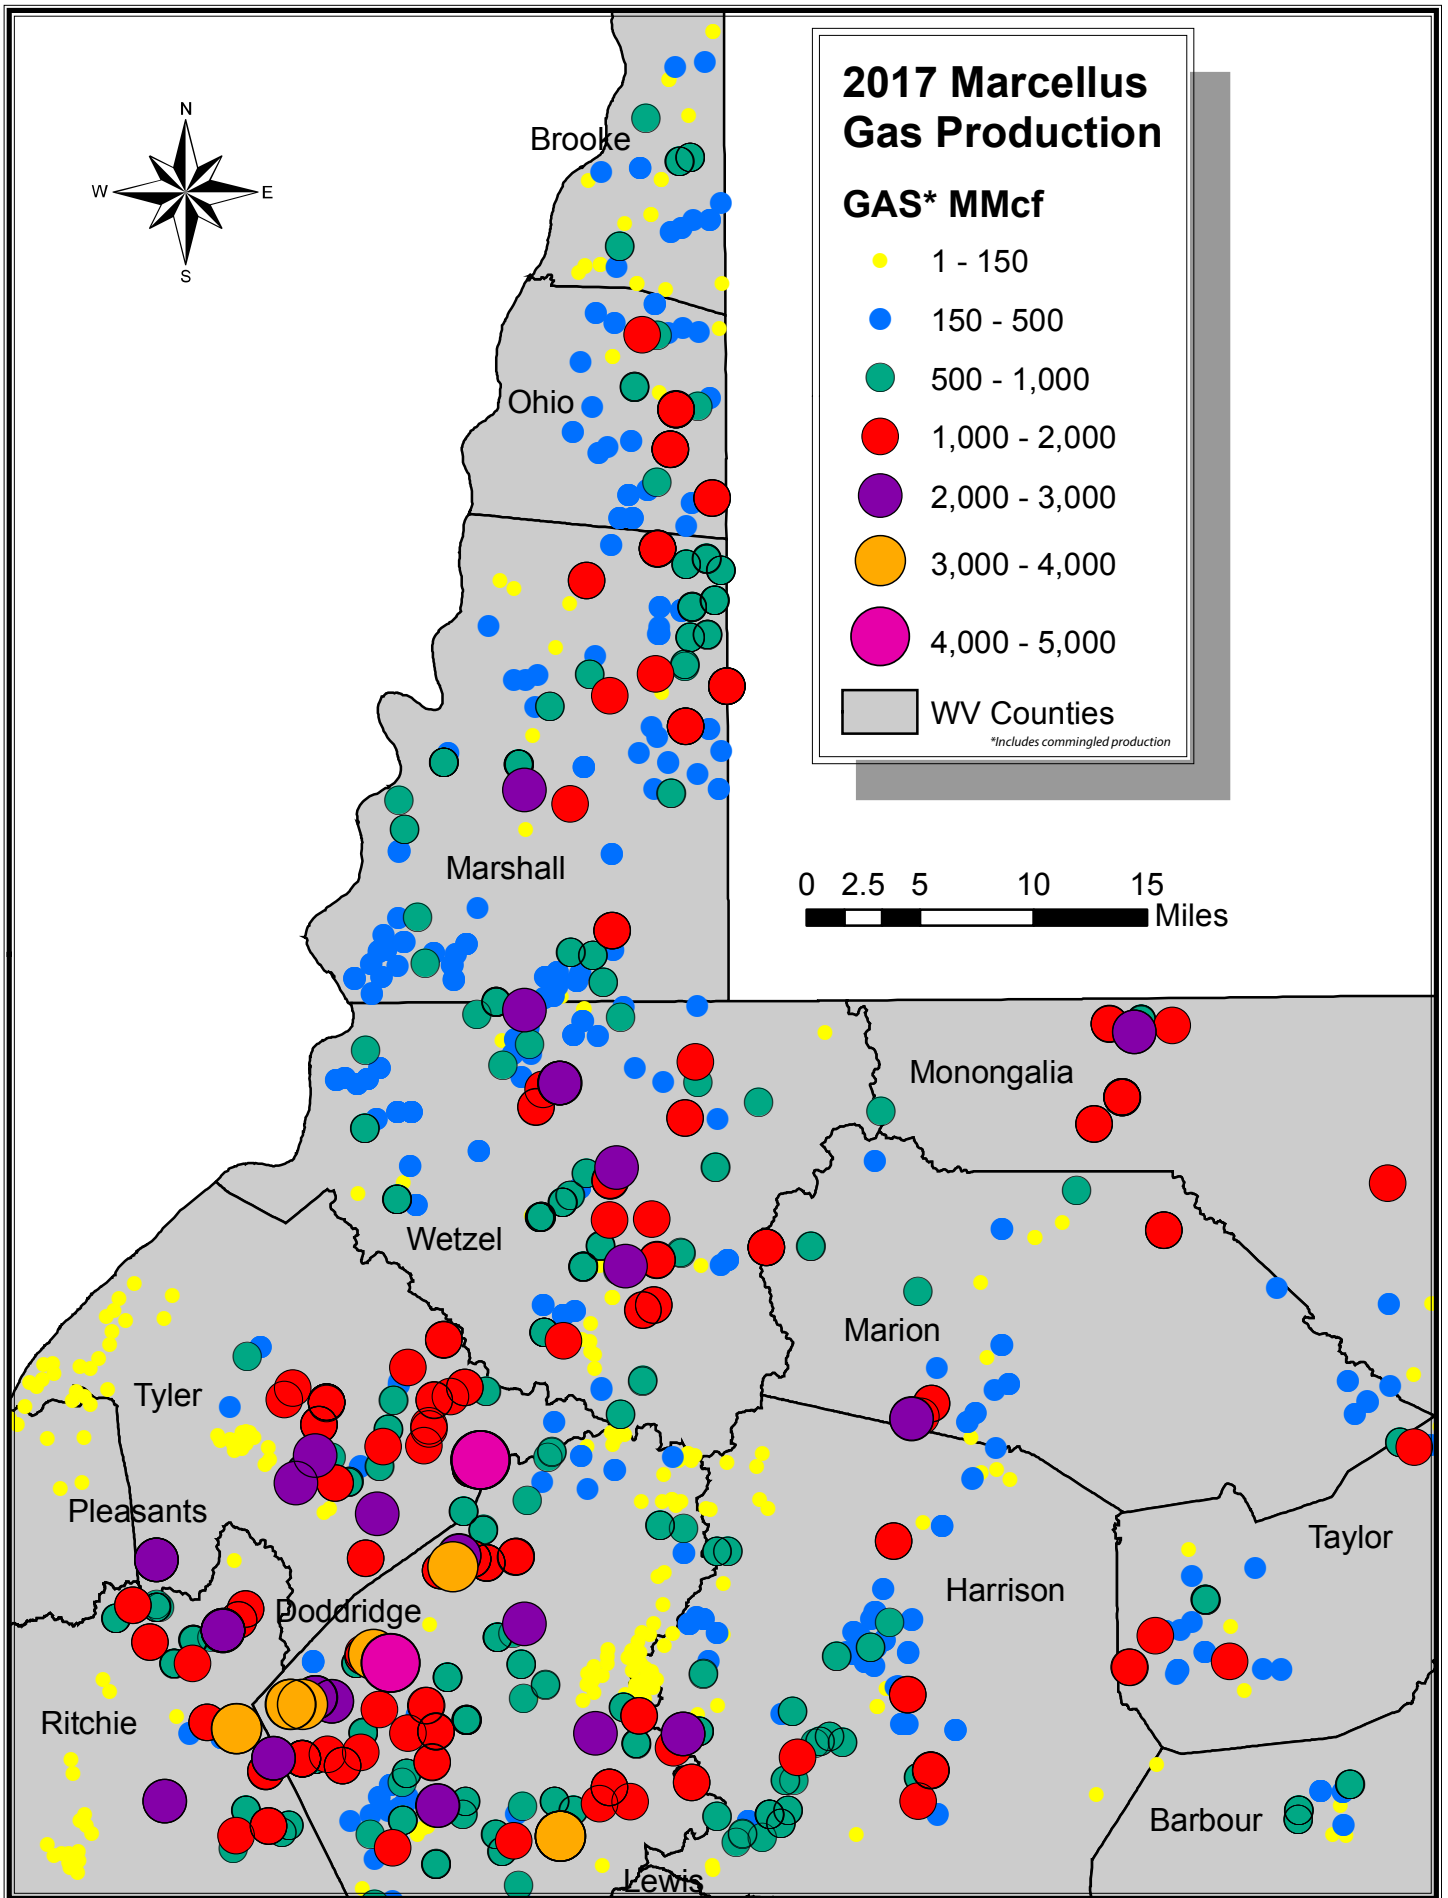 2017 Marcellus
Gas Production
GAS* MMcf
1 - 150
150 - 500
500 - 1,000
1,000 - 2,000
2,000 - 3,000
3,000 - 4,000
4,000 - 5,000
WV Counties
*Includes commingled production
N
W E
S
Brooke
Ohio
Marshall
0 2.5 5 10 15
Miles
Monongalia
Wetzel
Marion
Tyler
Pleasants
Taylor
Harrison
Doddridge
Ritchie
Barbour
Lewis